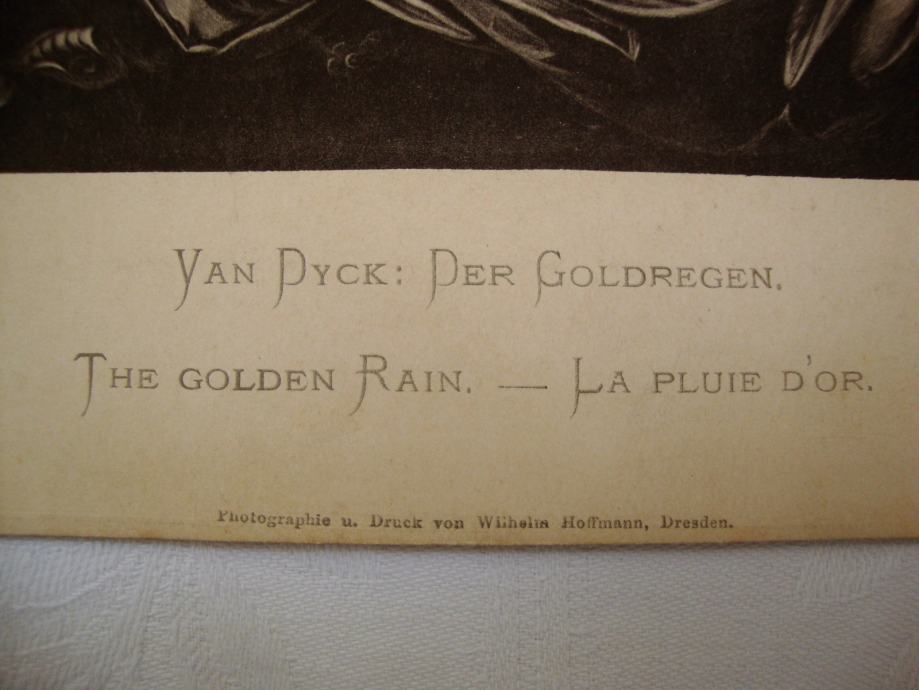 Van Dyck: Der Goldregen.
The golden Rain. — La pluie d'or.
Photographie u. Druck von Wilhelm Hoffmann, Dresden.